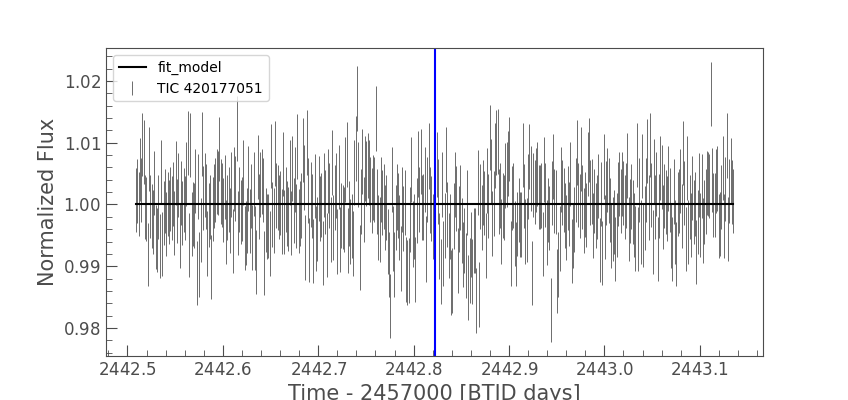 fit_model
TIC 420177051
Normalized Flux
1.02
1.01
1.00
0.99
0.98
2442.5 2442.6 2442.7 2442.8 2442.9 2443.0 2443.1
Time - 2457000 [BTJD days]